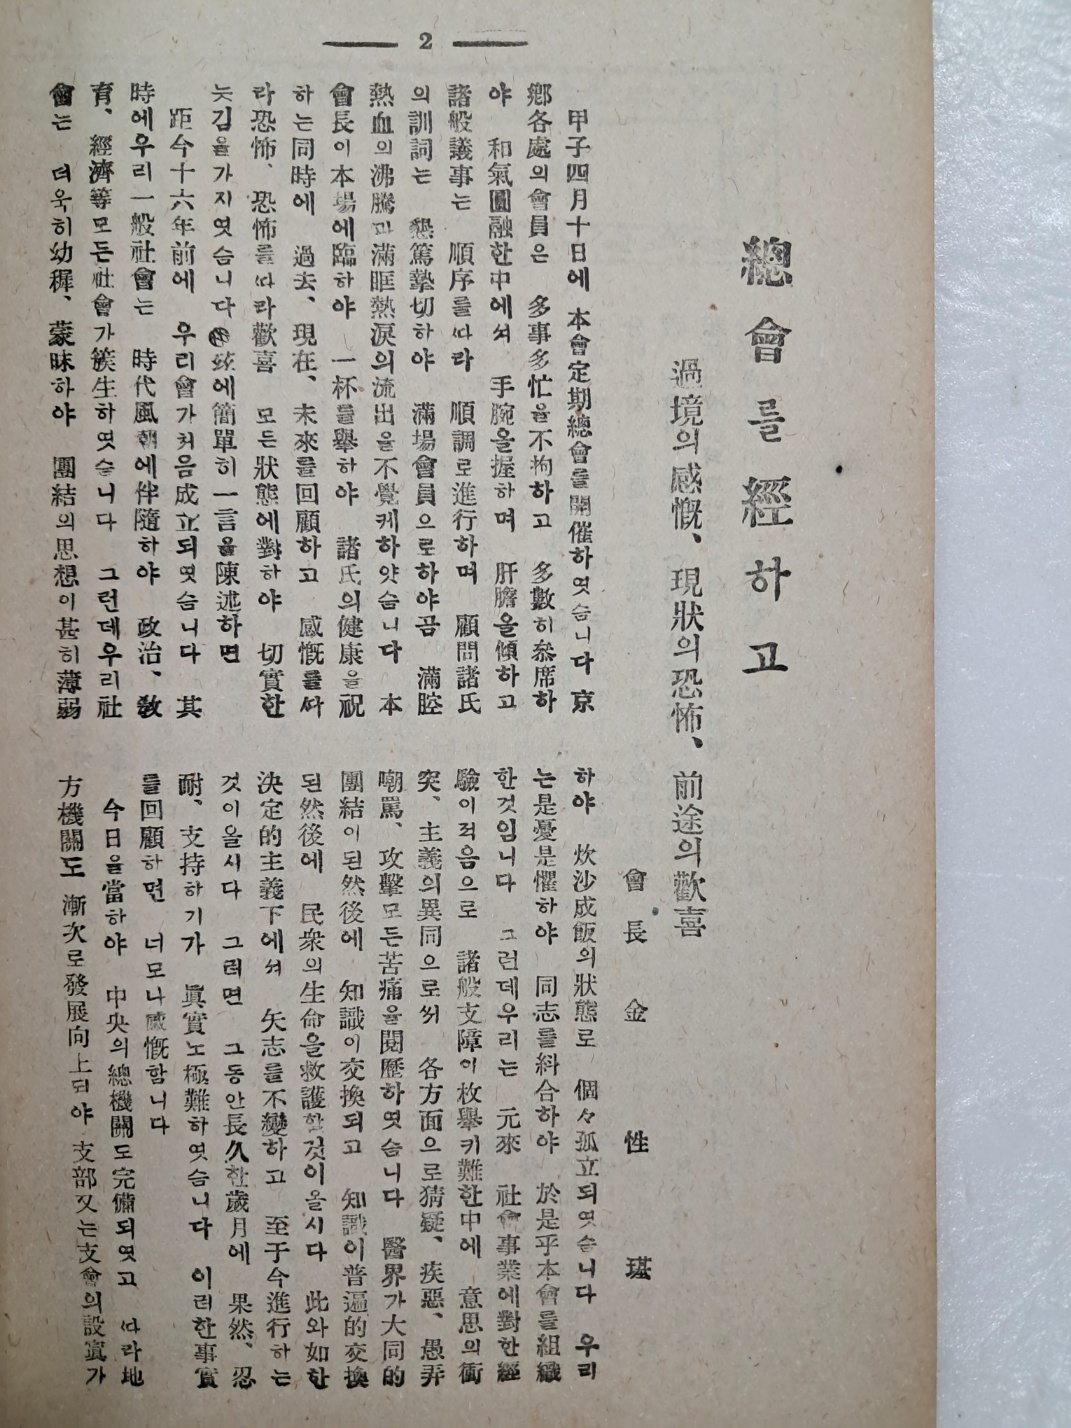 2
總會를經하고
過境의感慨、現狀의恐怖、前途의歡喜
會長 金性璂
甲子四月十日에 本會定期總會를開催하엿슴니다 京
鄕各處의會員은 多事多忙을不拘하고 多數히叅席하
야 和氣圓融한中에셔 手腕을握하며 肝膽을傾하고
諸般議事는 順序를ᄯᅡ라 順調로進行하며 顧問諸氏
의訓詞는 懇篤摯切하야 滿場會員으로하야곰 滿腔
熱血의沸騰과滿眶熱淚의流出을不覺케하얏슴니다 本
會長이本場에臨하야 一杯를舉하야 諸氏의健康을祝
하는同時에 過去、現在、未來를回顧하고 感慨를ᄯᅡ
라恐怖、恐怖를ᄯᅡ라歡喜 모든狀態에對하야 切實한
늣김을가지엿슴니다 玆에簡單히一言을陳述하면
距今十六年前에 우리會가처음成立되엿슴니다 其
時에우리一般社會는 時代風潮에伴隨하야 政治、敎
育、經濟等모든社會가簇生하엿슴니다 그런데우리社
會는 더욱히幼穉、蒙昧하야 團結의思想이甚히薄弱
하야 炊沙成飯의狀態로 個々孤立되엿슴니다 우리
는是憂是懼하야 同志를糾合하야 於是乎本會를組織
한것임니다 그런데우리는 元來 社會事業에對한經
驗이적음으로 諸般支障이枚舉키難한中에 意思의衝
突、主義의異同으로써 各方面으로猜疑、疾惡、愚弄
嘲罵、攻擊모든苦痛을閱歷하엿슴니다 醫界가大同的
團結이된然後에 知識이交換되고 知識이普遍的交換
된然後에 民衆의生命을救護할것이올시다 此와如한
決定的主義下에셔 矢志를不變하고 至于今進行하는
것이올시다 그러면 그동안長久한歲月에 果然、忍
耐、支持하기가 眞實노極難하엿슴니다 이러한事實
를回顧하면 너모나感慨함니다
今日을當하야 中央의總機關도完備되엿고 ᄯᅡ라地
方機關도 漸次로發展向上되야 支部又는支會의設寘가